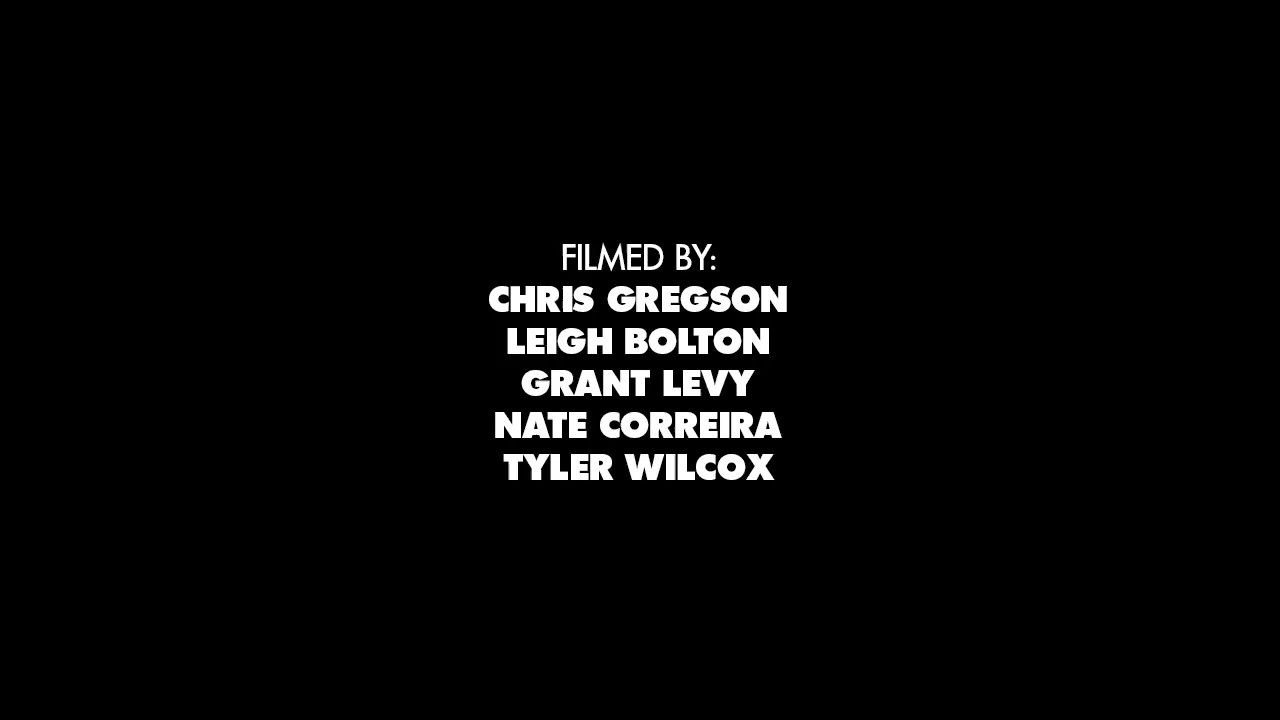 FILMED BY:
CHRIS GREGSON
LEIGH BOLTON
GRANT LEVY
NATE CORREIRA
TYLER WILCOX